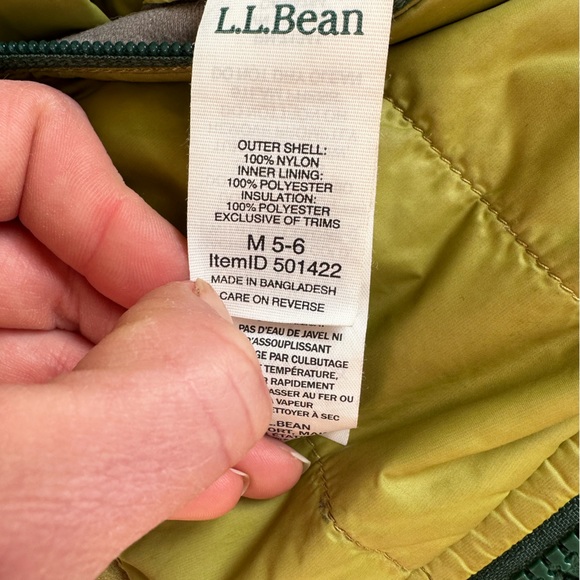 L.L.Bean
OUTER SHELL:
100% NYLON
INNER LINING:
100% POLYESTER
INSULATION:
100% POLYESTER
EXCLUSIVE OF TRIMS
M 5-6
ItemID 501422
MADE IN BANGLADESH
CARE ON REVERSE
PAS D'EAU DE JAVEL NI
D'ASSOUPLISSANT
PAR CULBUTAGE
TEMPÉRATURE,
RAPIDEMENT
AU FER OU
VAPEUR
À SEC
L.L.BEAN